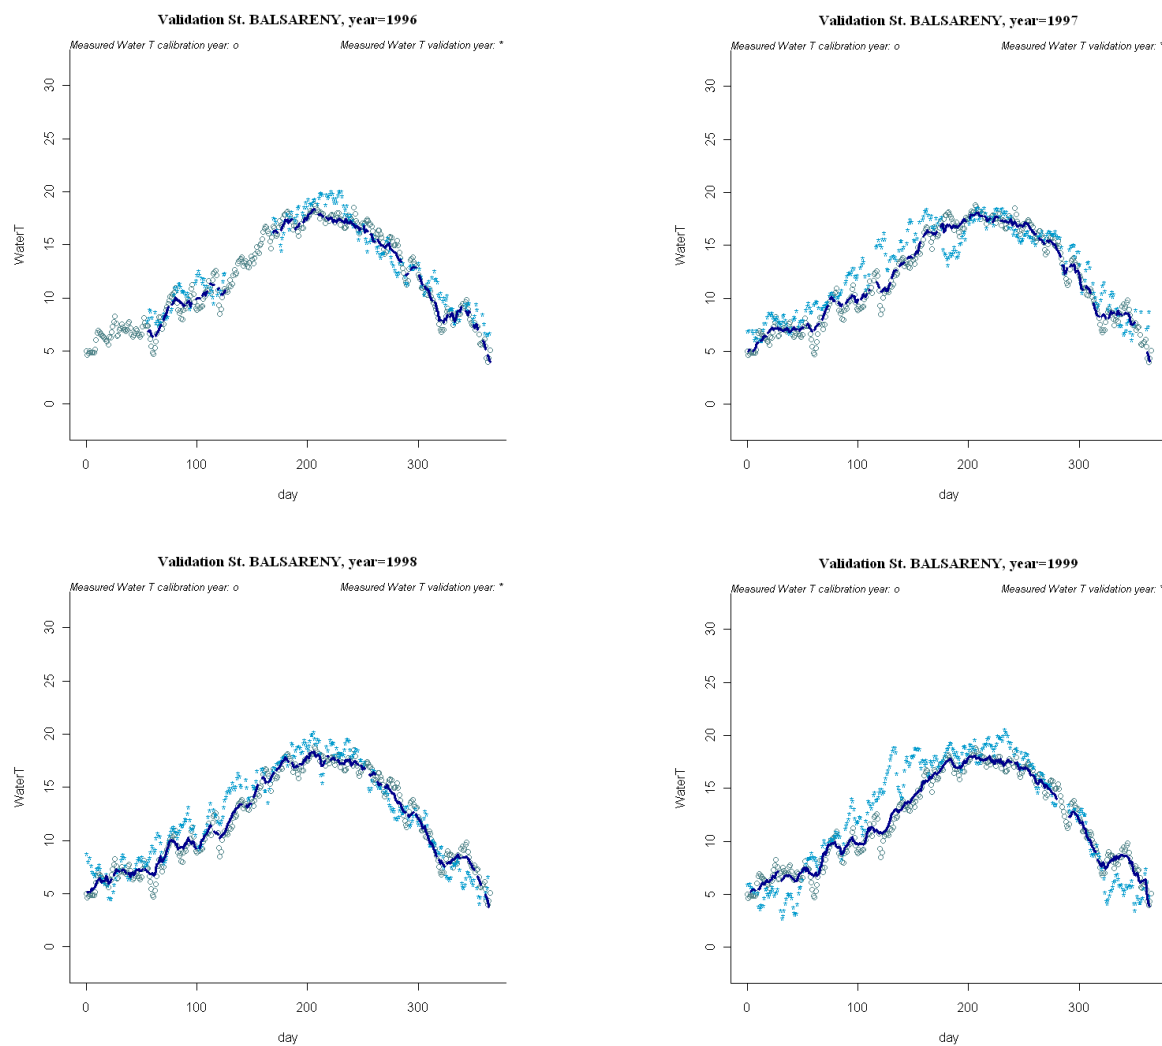 Validation St. BALSARENY, year=1996
Measured Water T calibration year: o Measured Water T validation year: *
30
25
20
15
10
5
0
WaterT
0 100 200 300
day
Validation St. BALSARENY, year=1997
Measured Water T calibration year: o Measured Water T validation year: *
30
25
20
15
10
5
0
WaterT
0 100 200 300
day
Validation St. BALSARENY, year=1998
Measured Water T calibration year: o Measured Water T validation year: *
30
25
20
15
10
5
0
WaterT
0 100 200 300
day
Validation St. BALSARENY, year=1999
Measured Water T calibration year: o Measured Water T validation year: *
30
25
20
15
10
5
0
WaterT
0 100 200 300
day